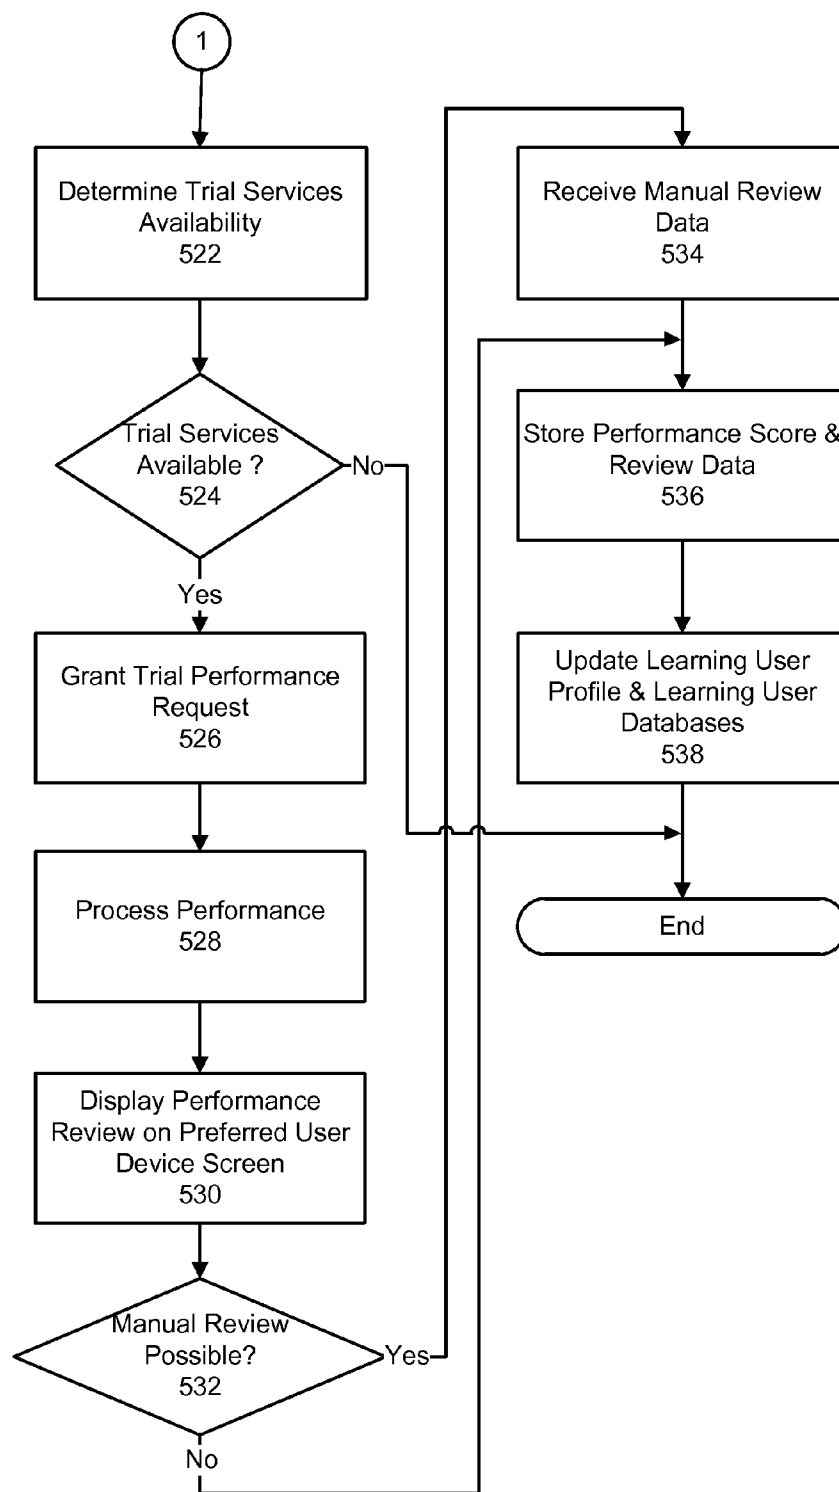 1
Determine Trial Services
Availability
522
Trial Services
Available ?
524
No
Yes
Grant Trial Performance
Request
526
Process Performance
528
Display Performance
Review on Preferred User
Device Screen
530
Manual Review
Possible?
532
Yes
No
Receive Manual Review
Data
534
Store Performance Score &
Review Data
536
Update Learning User
Profile & Learning User
Databases
538
End